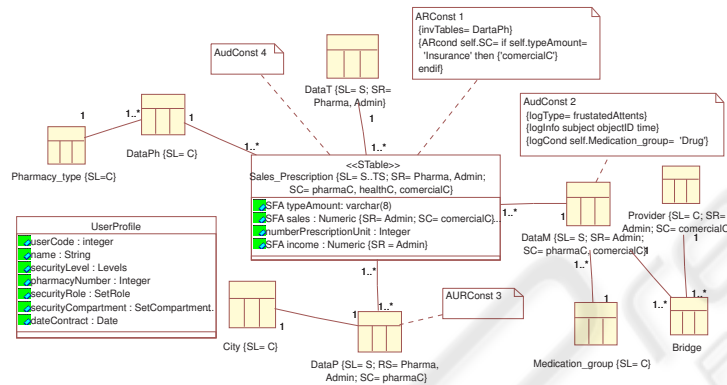 ARConst 1
{invTables= DartaPh}
{ARcond self.SC= if self.typeAmount=
'Insurance' then {'comercialC'}
endif}
AudConst 4
DataT {SL= S; SR=
Pharma, Admin}
1
1..*
AudConst 2
{logType= frustatedAttents}
{logInfo subject objectID time}
{logCond self.Medication_group= 'Drug'}
1
1..*
DataPh {SL= C}
1
1..*
Pharmacy_type {SL=C}
<<STable>>
Sales_Prescription {SL= S..TS; SR= Pharma, Admin;
SC= pharmaC, healthC, comercialC}
SFA typeAmount: varchar(8)
SFA sales : Numeric {SR= Admin; SC= comercialC}...
numberPrescriptionUnit : Integer
SFA income : Numeric {SR = Admin}
1..*
1
DataM {SL= S; SR= Admin;
SC= pharmaC, comercialC}
Provider {SL= C; SR=
Admin; SC= comercialC}
1
1
UserProfile
userCode : integer
name : String
securityLevel : Levels
pharmacyNumber : Integer
securityRole : SetRole
securityCompartment : SetCompartment...
dateContract : Date
1..*
1..*
AURConst 3
City {SL= C}
1
1
DataP {SL= S; RS= Pharma,
Admin; SC= pharmaC}
1..*
Medication_group {SL= C}
1..*
1..*
Bridge